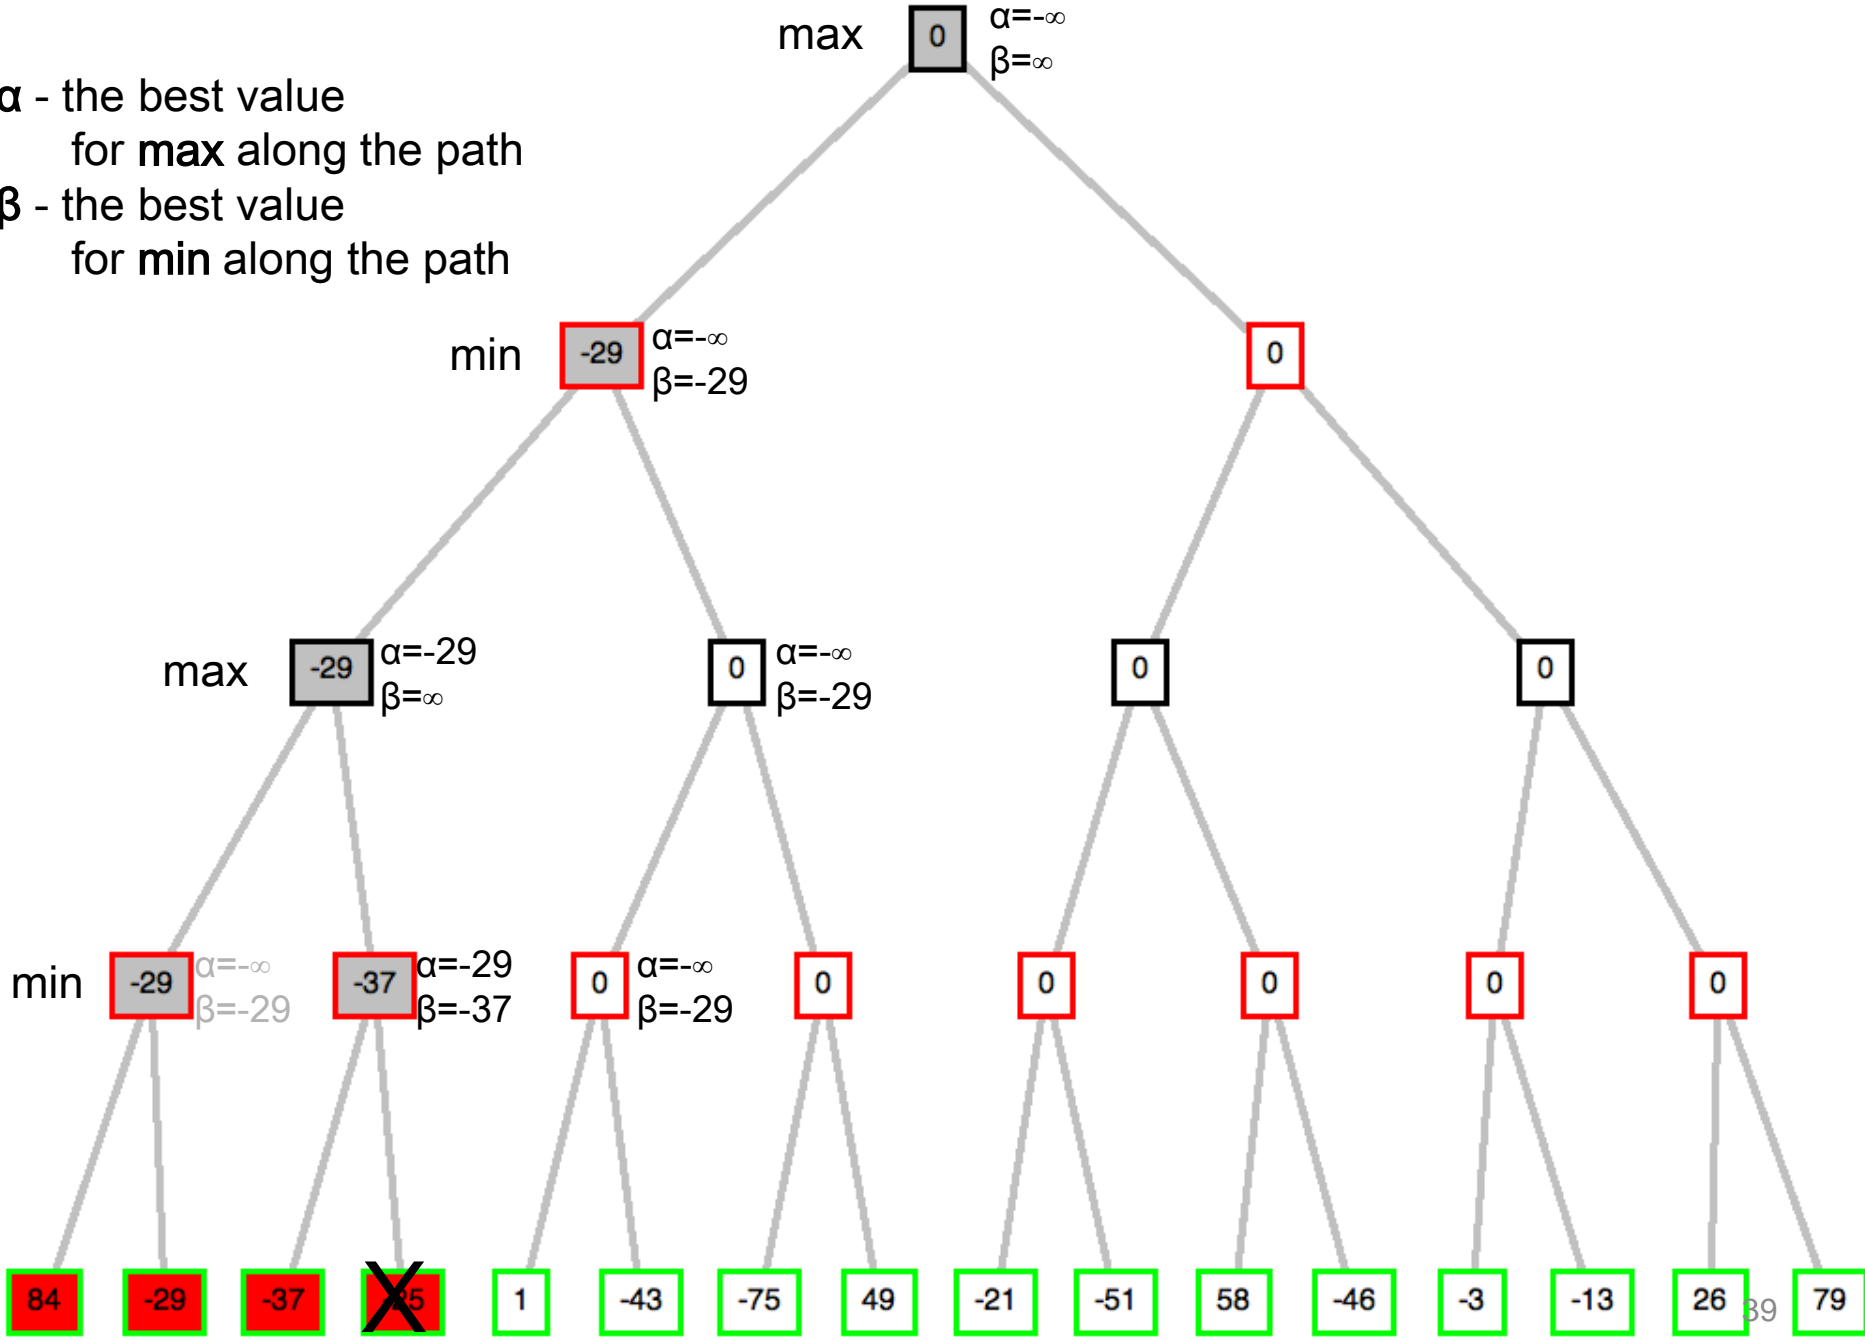 max
0
α=-∞
β=∞
α - the best value
for max along the path
β - the best value
for min along the path
min
-29
α=-∞
β=-29
0
max
-29
α=-29
β=∞
0
α=-∞
β=-29
0
0
min
-29
α=-∞
β=-29
-37
α=-29
β=-37
0
α=-∞
β=-29
0
0
0
0
0
84
-29
-37
X
1
-43
-75
49
-21
-51
58
-46
-3
-13
26
39
79